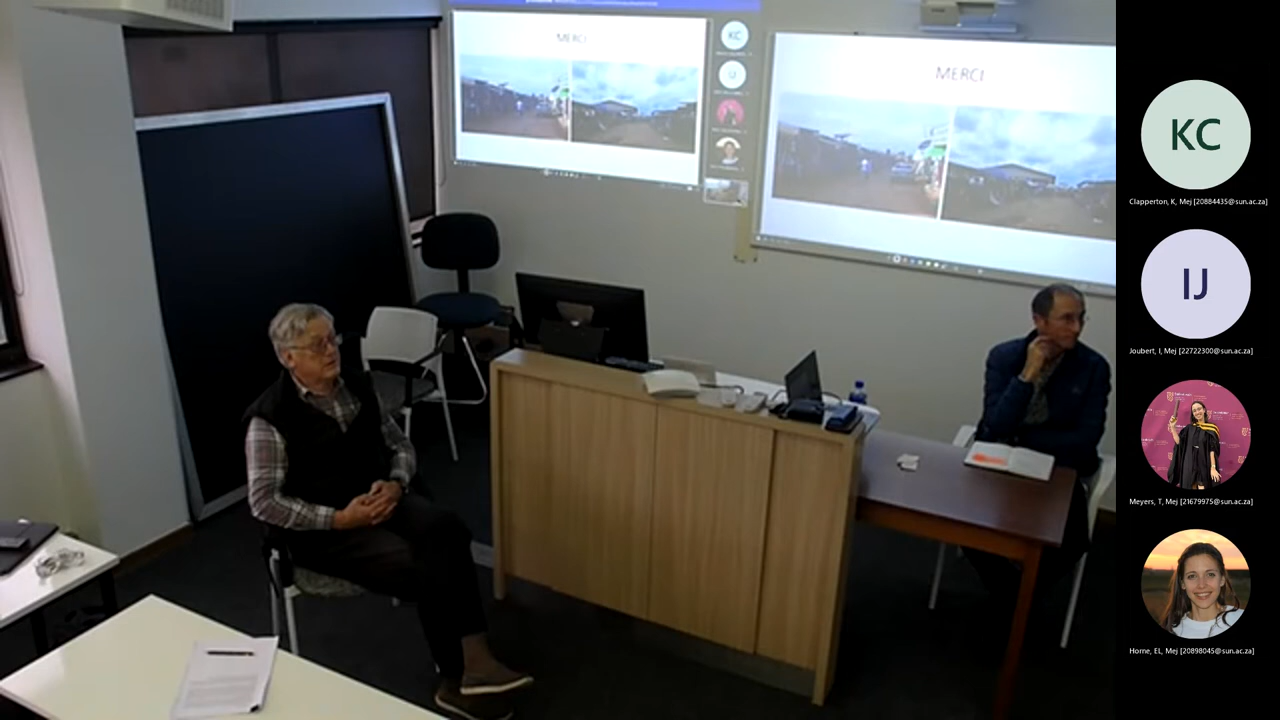 MERCI
KC
IJ
MERCI
KC
Clapperton, K, Mej [20884435@sun.ac.za]
IJ
Joubert, I, Mej [22722300@sun.ac.za]
Meyers, T, Mej [21679975@sun.ac.za]
Horne, EL, Mej [20898045@sun.ac.za]